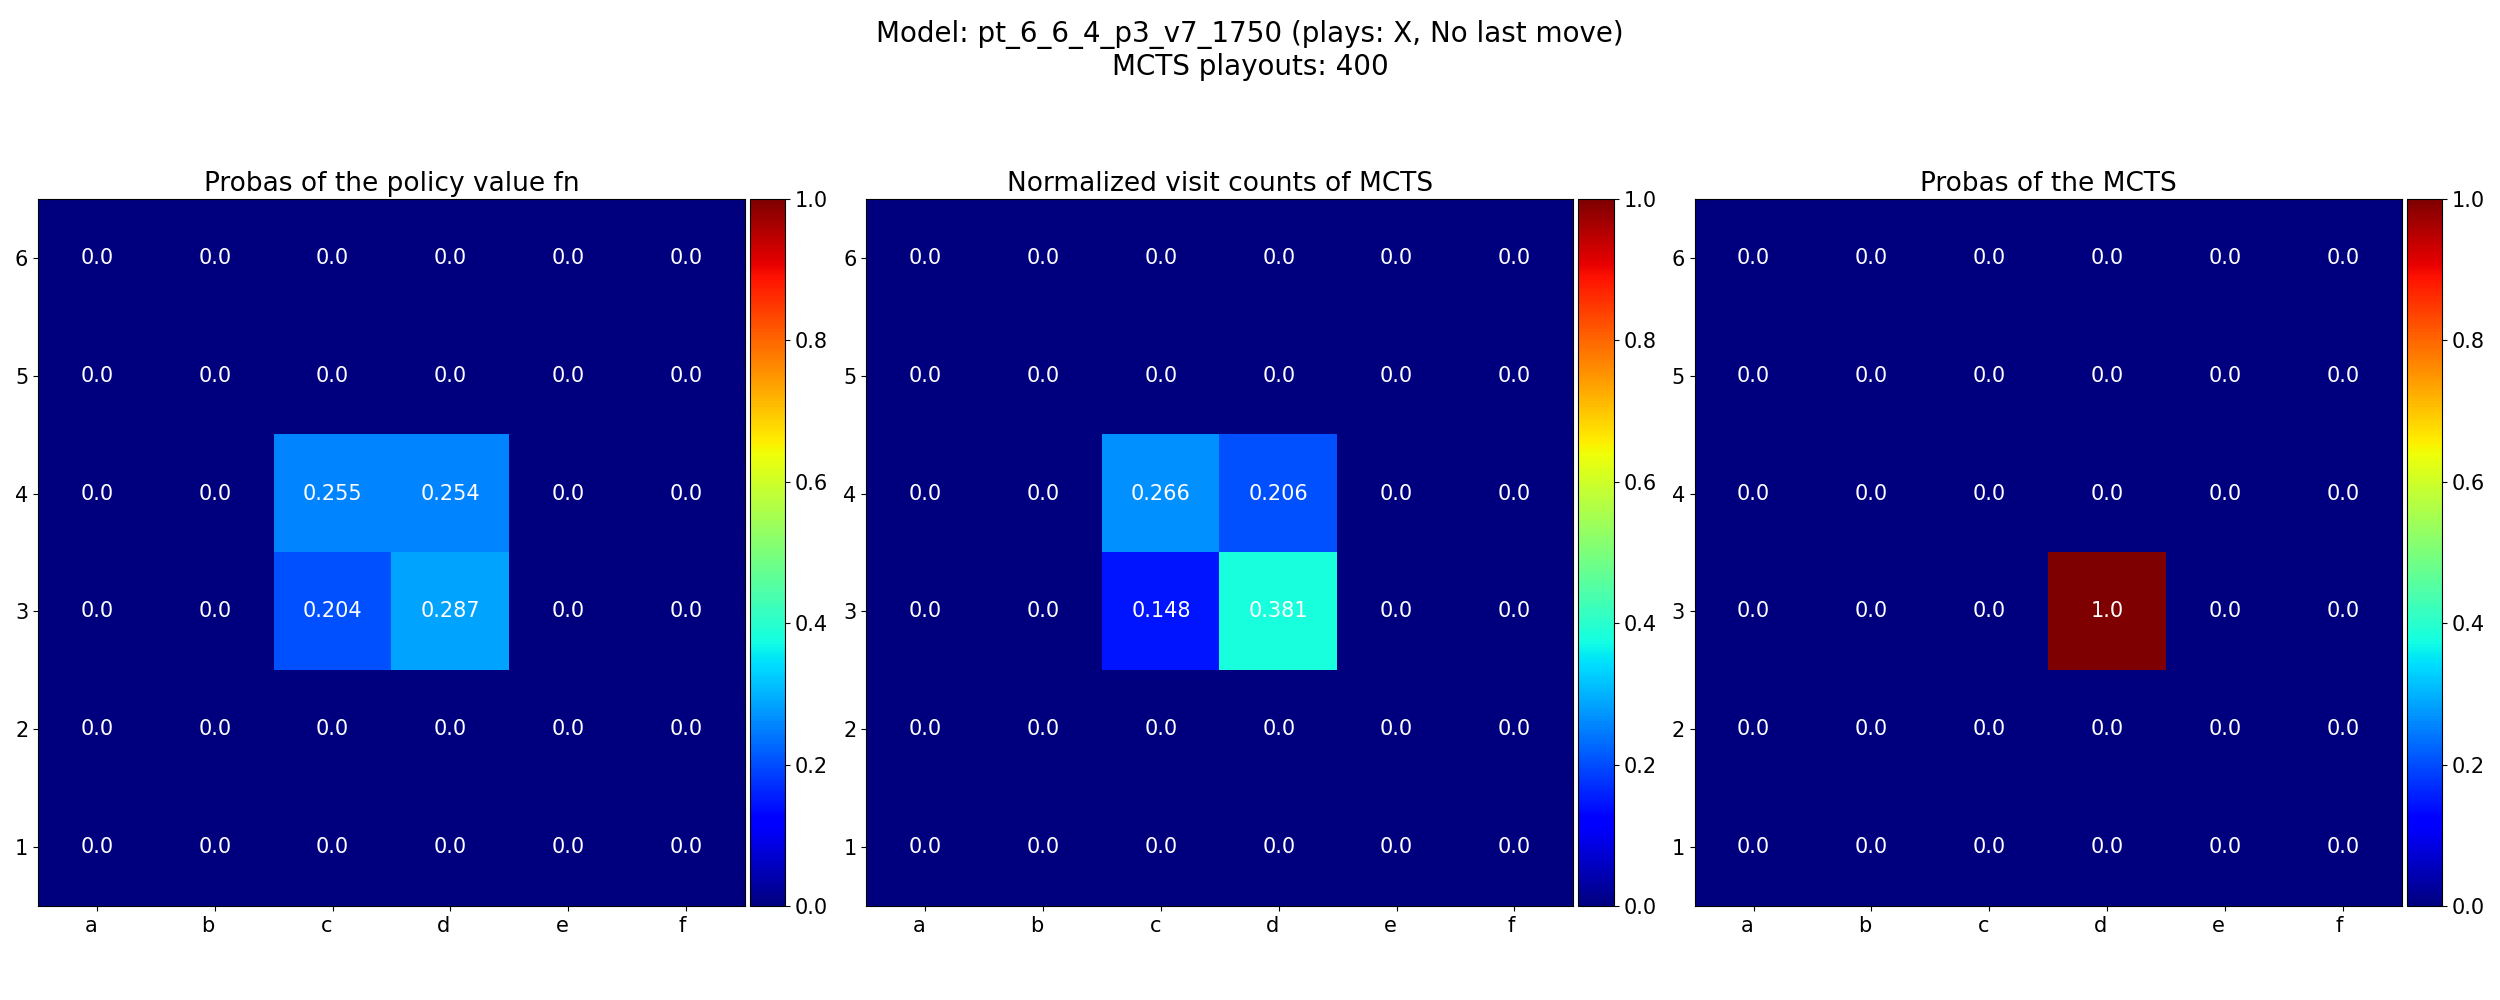 Model: pt_6_6_4_p3_v7_1750 (plays: X, No last move)
MCTS playouts: 400
Probas of the policy value fn
6 0.0 0.0 0.0 0.0 0.0 0.0
5 0.0 0.0 0.0 0.0 0.0 0.0
4 0.0 0.0 0.255 0.254 0.0 0.0
3 0.0 0.0 0.204 0.287 0.0 0.0
2 0.0 0.0 0.0 0.0 0.0 0.0
1 0.0 0.0 0.0 0.0 0.0 0.0
a b c d e f
1.0
0.8
0.6
0.4
0.2
0.0
Normalized visit counts of MCTS
6 0.0 0.0 0.0 0.0 0.0 0.0
5 0.0 0.0 0.0 0.0 0.0 0.0
4 0.0 0.0 0.266 0.206 0.0 0.0
3 0.0 0.0 0.148 0.381 0.0 0.0
2 0.0 0.0 0.0 0.0 0.0 0.0
1 0.0 0.0 0.0 0.0 0.0 0.0
a b c d e f
1.0
0.8
0.6
0.4
0.2
0.0
Probas of the MCTS
6 0.0 0.0 0.0 0.0 0.0 0.0
5 0.0 0.0 0.0 0.0 0.0 0.0
4 0.0 0.0 0.0 0.0 0.0 0.0
3 0.0 0.0 0.0 1.0 0.0 0.0
2 0.0 0.0 0.0 0.0 0.0 0.0
1 0.0 0.0 0.0 0.0 0.0 0.0
a b c d e f
1.0
0.8
0.6
0.4
0.2
0.0